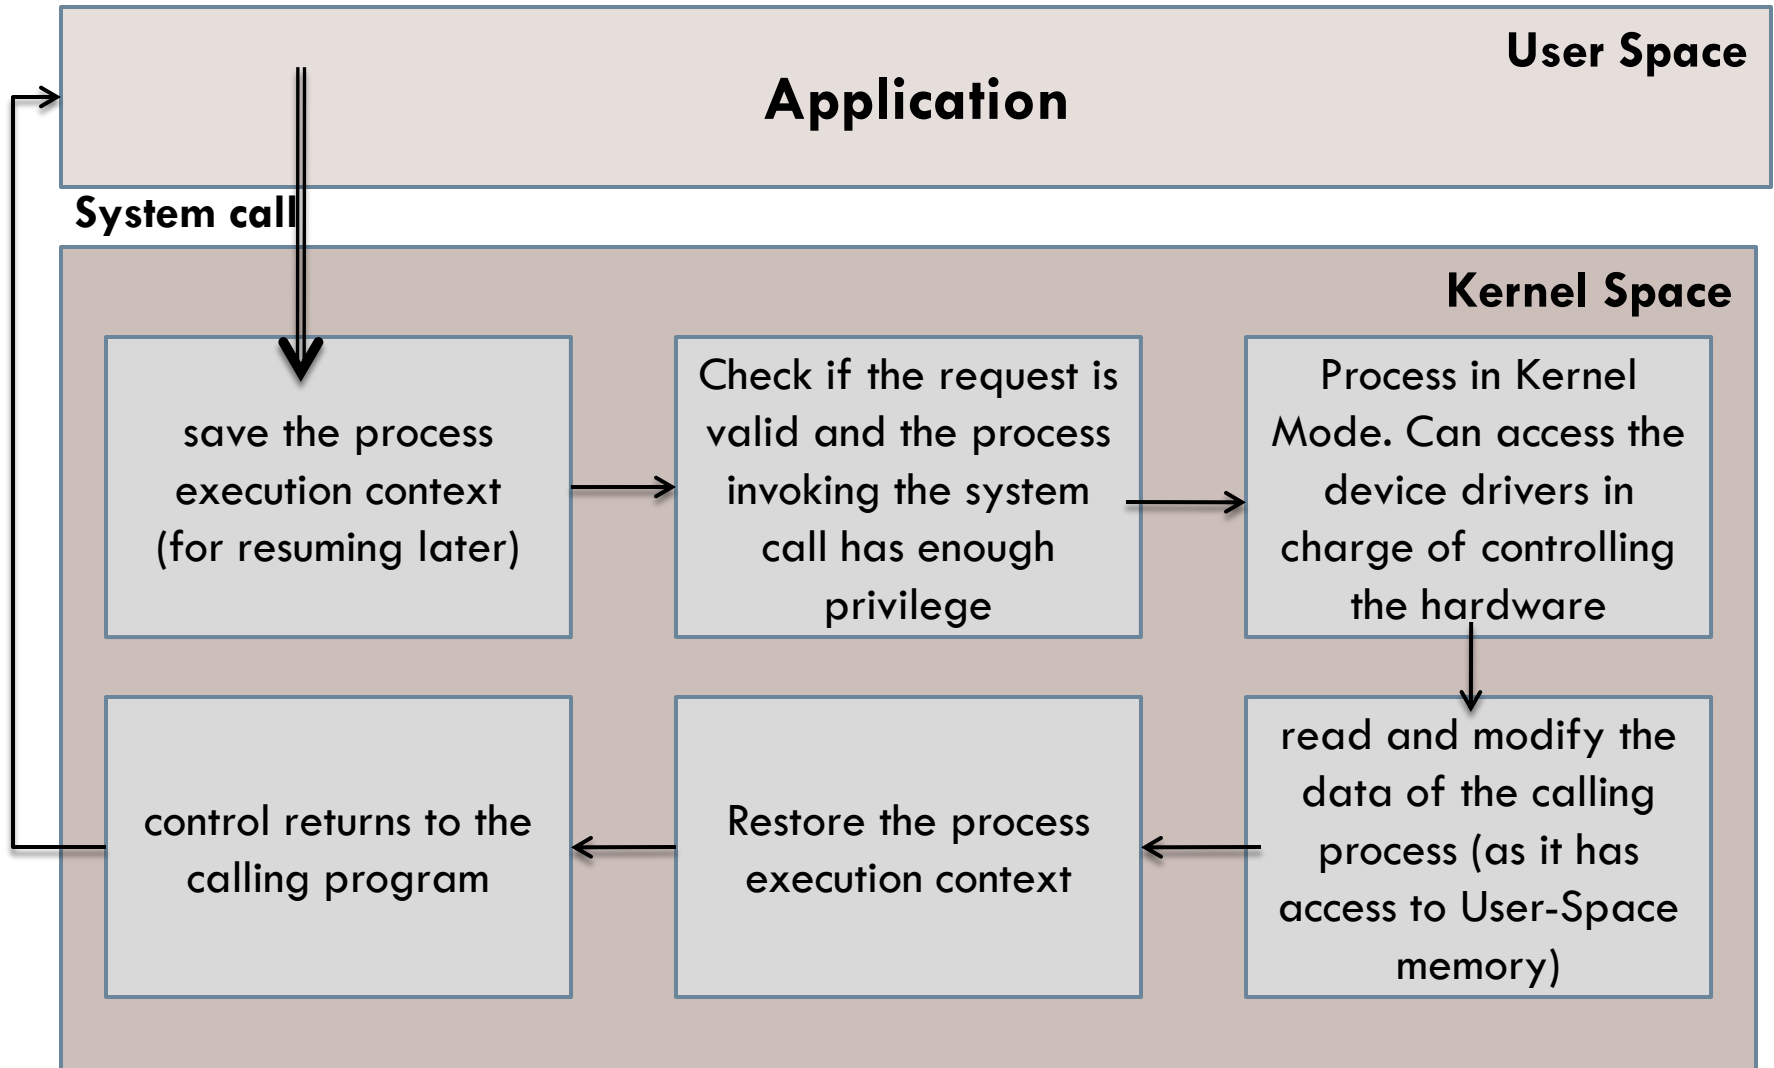 User Space
Application
System call
Kernel Space
save the process
execution context
(for resuming later)
Check if the request is
valid and the process
invoking the system
call has enough
privilege
Process in Kernel
Mode. Can access the
device drivers in
charge of controlling
the hardware
control returns to the
calling program
Restore the process
execution context
read and modify the
data of the calling
process (as it has
access to User-Space
memory)